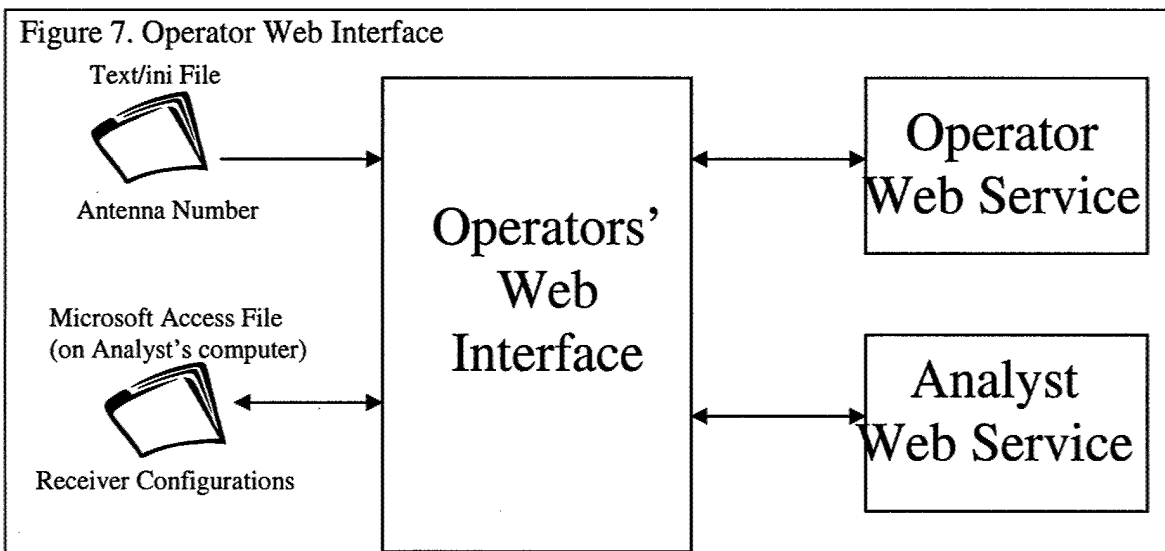 Figure 7. Operator Web Interface
Text/ini File
Antenna Number
Microsoft Access File
(on Analyst's computer)
Receiver Configurations
Operators’
Web
Interface
Operator
Web Service
Analyst
Web Service